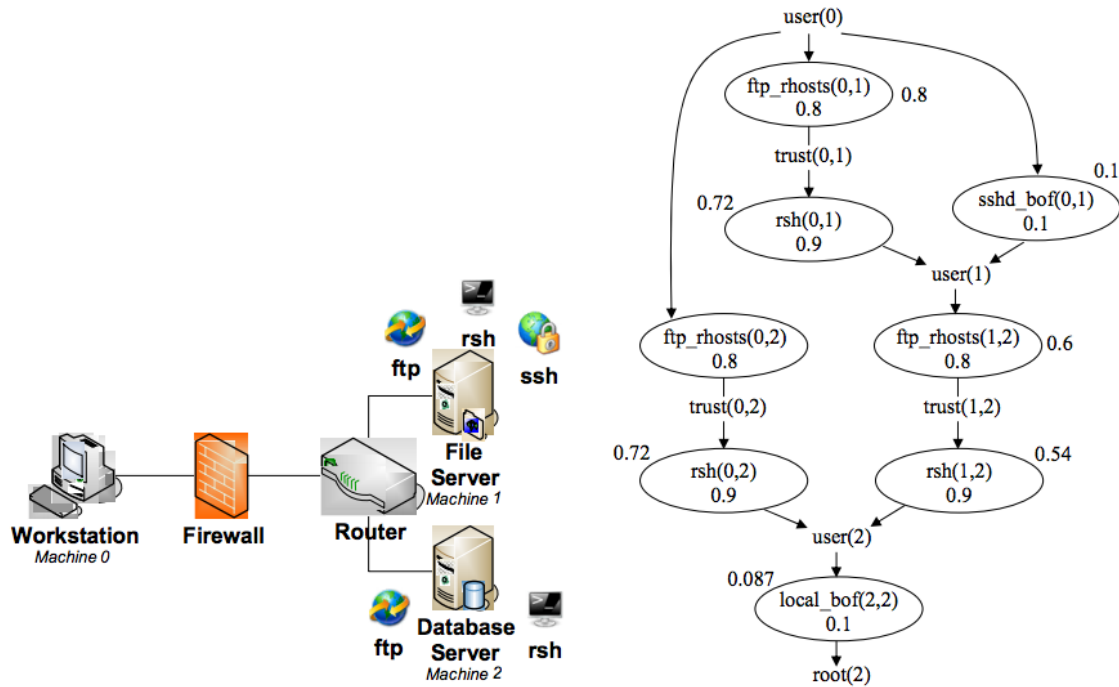 rsh
ftp
ssh
File
Server
Machine 1
Workstation
Machine 0
Firewall
Router
ftp
Database
Server
Machine 2
rsh
user(0)
ftp_rhosts(0,1)
0.8
0.8
trust(0,1)
0.72
rsh(0,1)
0.9
0.1
sshd_bof(0,1)
0.1
user(1)
ftp_rhosts(0,2)
0.8
ftp_rhosts(1,2)
0.8
0.6
trust(0,2)
trust(1,2)
0.72
rsh(0,2)
0.9
rsh(1,2)
0.9
0.54
user(2)
0.087
local_bof(2,2)
0.1
root(2)